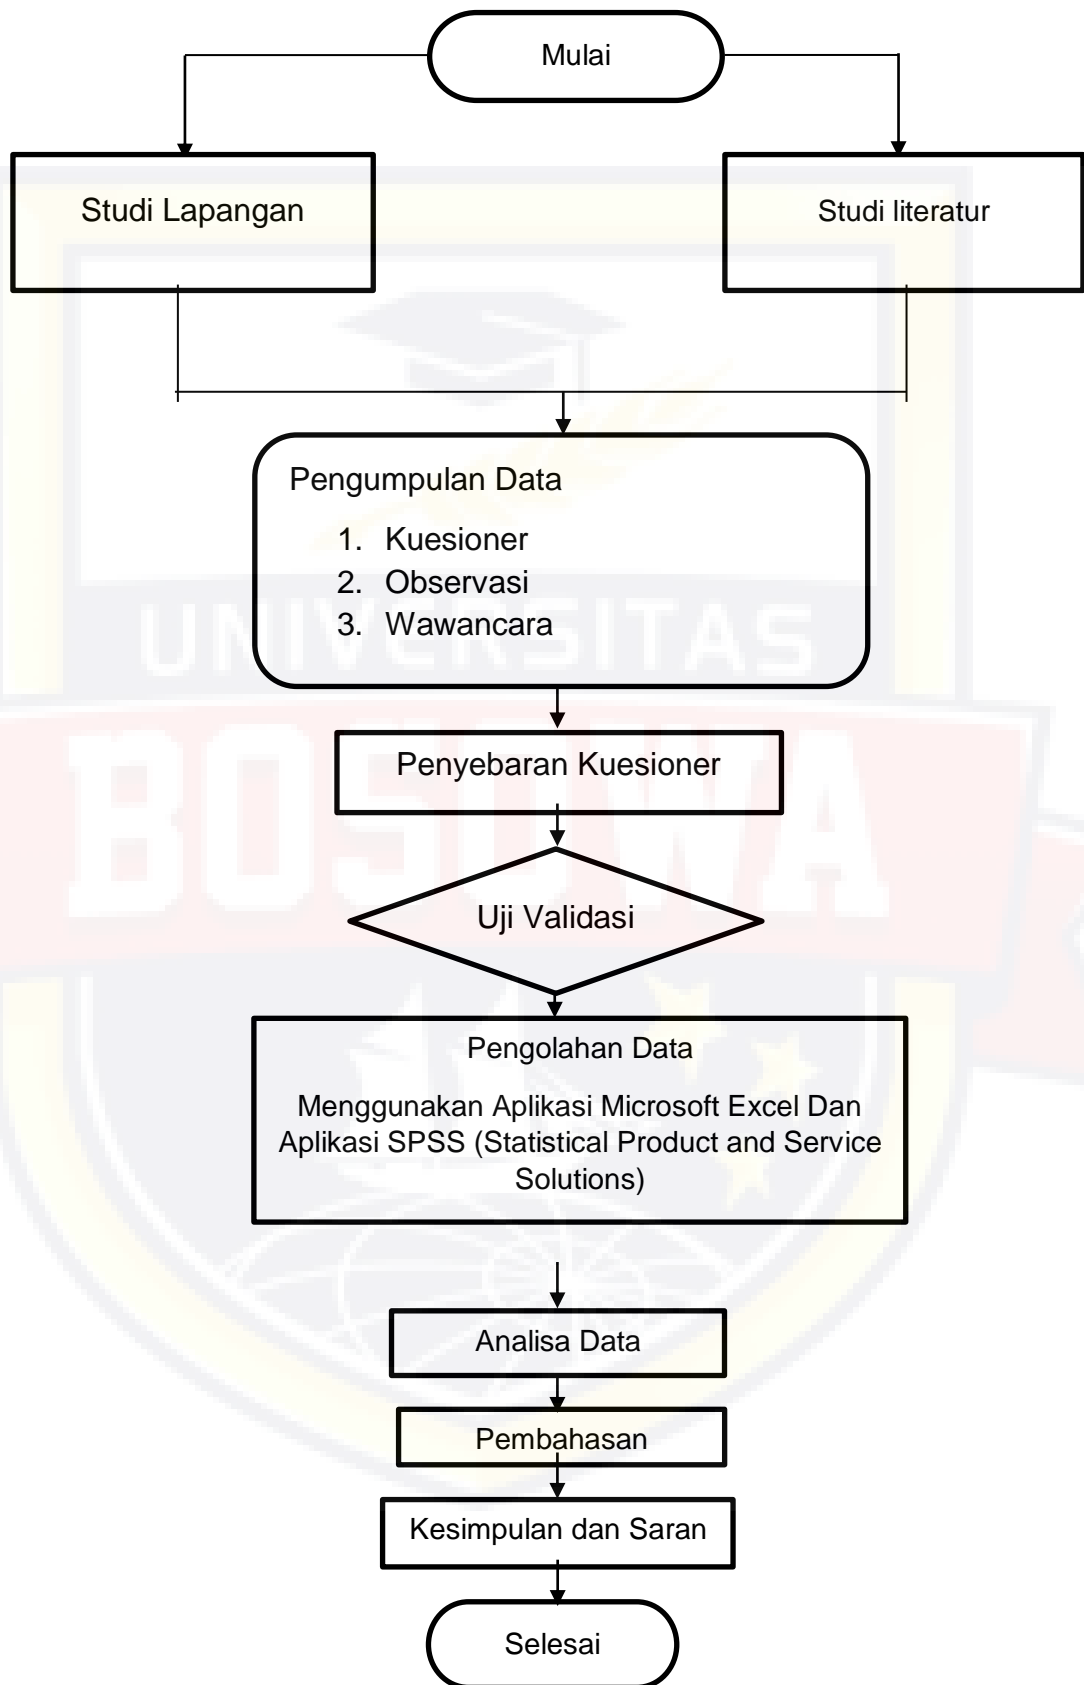 Mulai
Studi Lapangan
Studi literatur
Pengumpulan Data
1. Kuesioner
2. Observasi
3. Wawancara
UNIVERSITAS
BOSOWA
Penyebaran Kuesioner
Uji Validasi
Pengolahan Data
Menggunakan Aplikasi Microsoft Excel Dan
Aplikasi SPSS (Statistical Product and Service
Solutions)
Analisa Data
Pembahasan
Kesimpulan dan Saran
Selesai